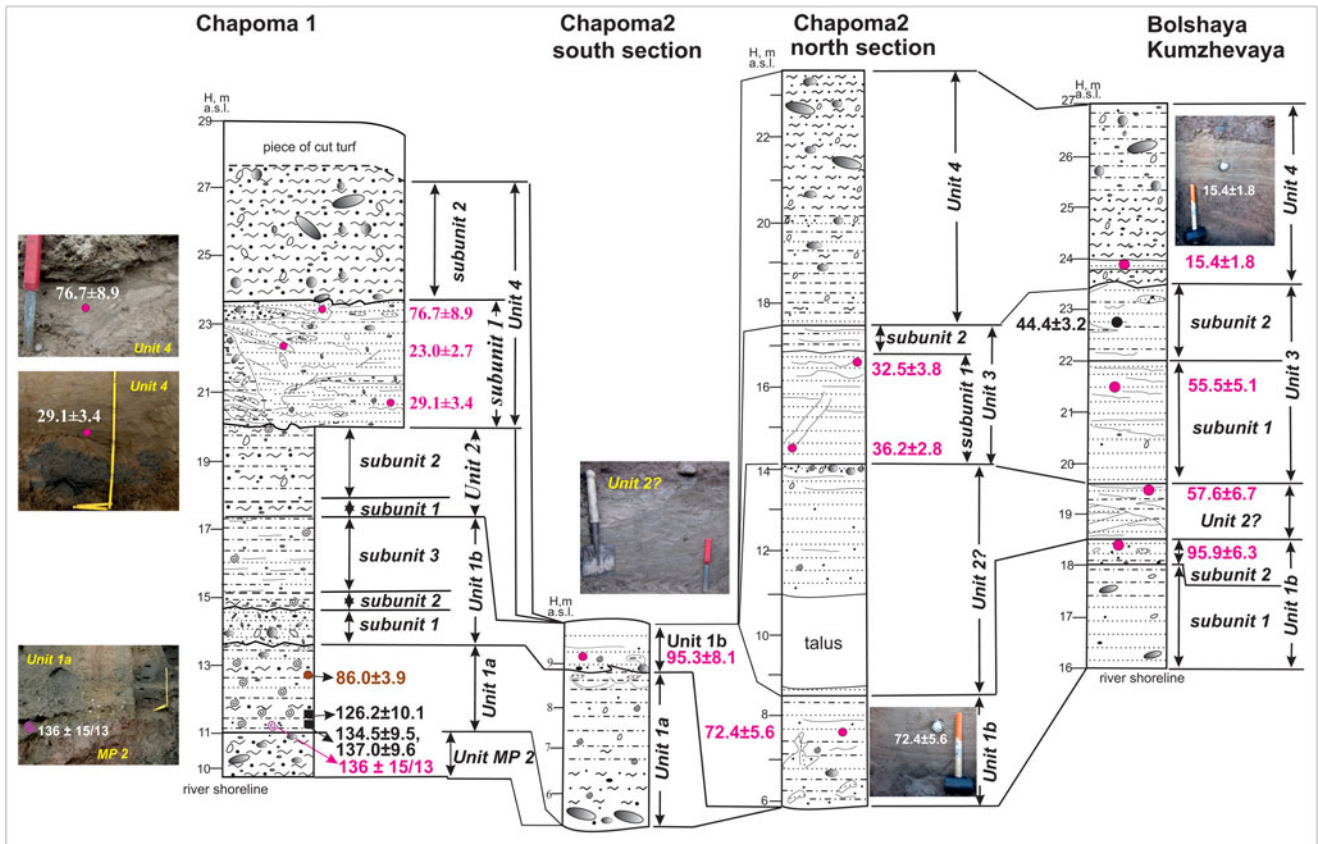 Chapoma 1
Chapoma2
south section
Chapoma2
north section
Bolshaya
Kumzhevaya
H, m
a.s.l.
29
27
25
23
21
19
17
15
13
11
10
piece of cut turf
river shoreline
subunit 2
Unit 4
subunit 1
76.7±8.9
23.0±2.7
29.1±3.4
subunit 2
subunit 1
Unit 2
subunit 3
subunit 2
subunit 1
Unit 1b
Unit 1a
86.0±3.9
126.2±10.1
134.5±9.5,
137.0±9.6
136 ± 15/13
Unit MP 2
76.7±8.9
Unit 4
Unit 4
29.1±3.4
Unit 1a
136 ± 15/13
MP 2
Unit 2?
H,m
a.s.l.
9
8
7
6
Unit 1b
95.3±8.1
Unit 1a
H, m
a.s.l.
22
20
18
16
14
12
10
8
6
talus
Unit 4
subunit 2
subunit 1
Unit 3
32.5±3.8
36.2±2.8
Unit 2?
72.4±5.6
Unit 1b
72.4±5.6
H, m
a.s.l.
27
26
25
24
23
22
21
20
19
18
17
16
river shoreline
15.4±1.8
Unit 4
15.4±1.8
44.4±3.2
subunit 2
Unit 3
55.5±5.1
subunit 1
57.6±6.7
Unit 2?
95.9±6.3
subunit 2
subunit 1
Unit 1b